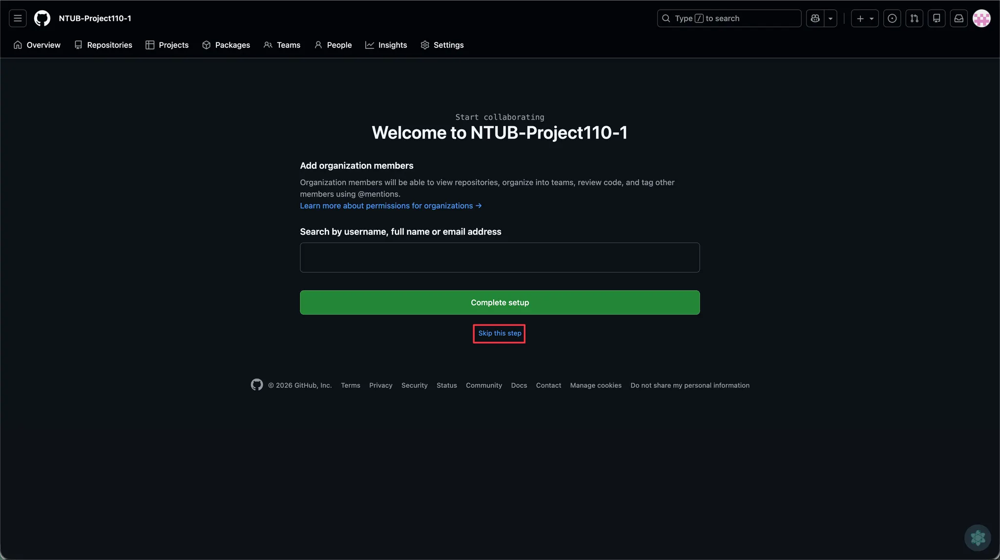 NTUB-Project110-1
Type / to search
Overview Repositories Projects Packages Teams People Insights Settings
Start collaborating
Welcome to NTUB-Project110-1
Add organization members
Organization members will be able to view repositories, organize into teams, review code, and tag other
members using @mentions.
Learn more about permissions for organizations →
Search by username, full name or email address
Complete setup
Skip this step
© 2026 GitHub, Inc. Terms Privacy Security Status Community Docs Contact Manage cookies Do not share my personal information